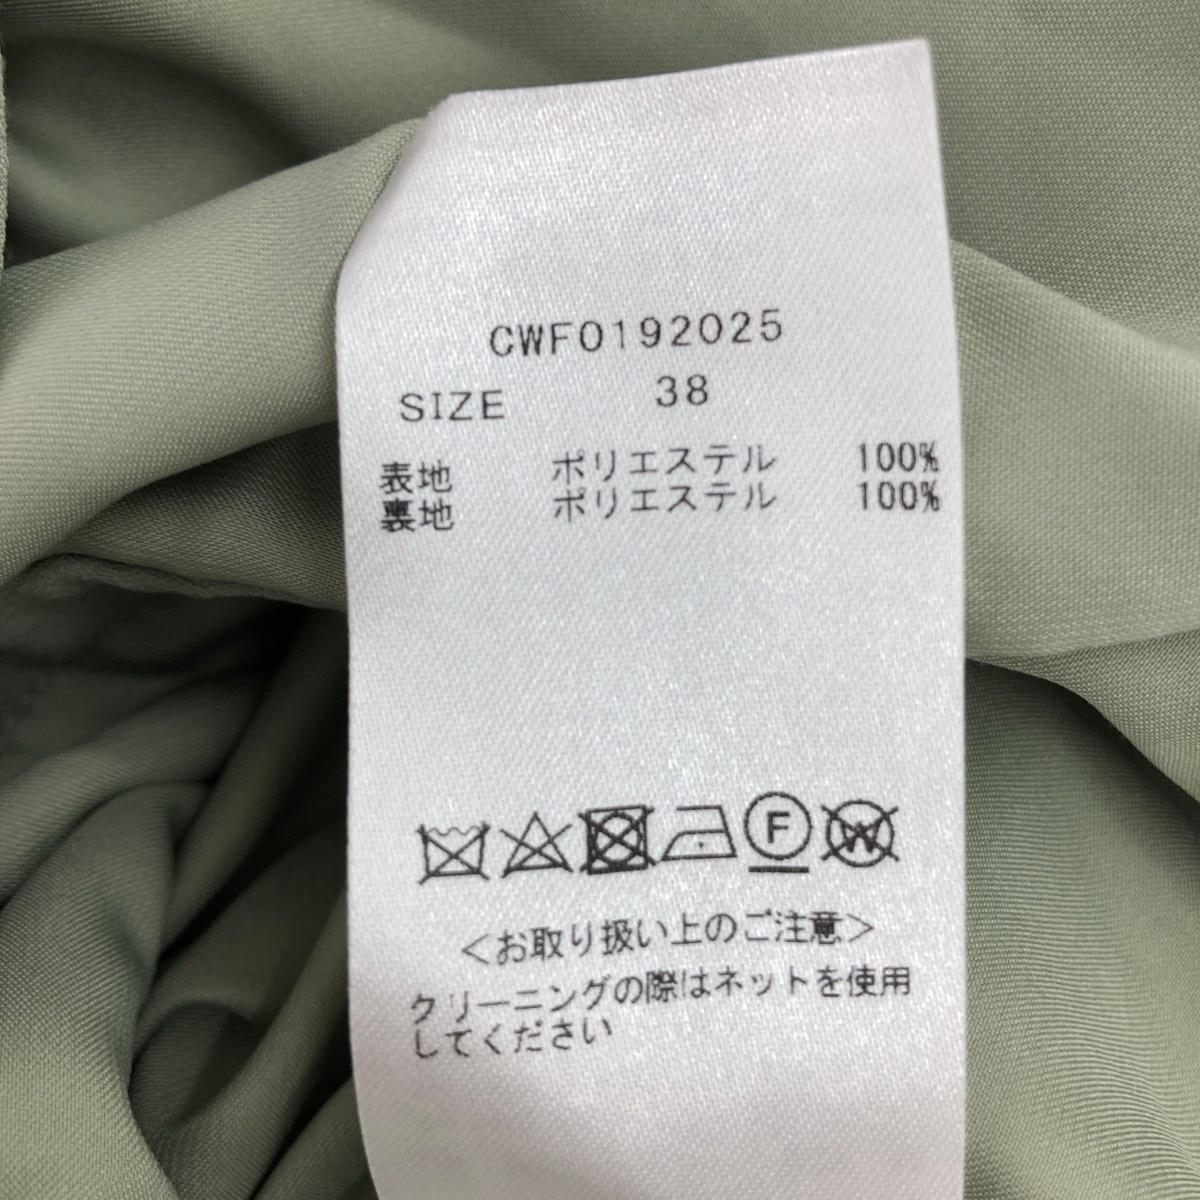 CWF0192025
SIZE 38
表地 ポリエステル 100%
裏地 ポリエステル 100%
F W
＜お取り扱い上のご注意＞
クリーニングの際はネットを使用
してください